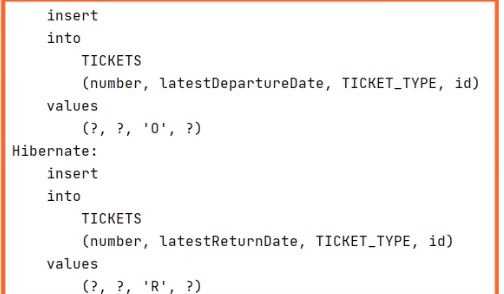 insert
into
TICKETS
(number, latestDepartureDate, TICKET_TYPE, id)
values
(?, ?, 'O', ?)
Hibernate:
insert
into
TICKETS
(number, latestReturnDate, TICKET_TYPE, id)
values
(?, ?, 'R', ?)